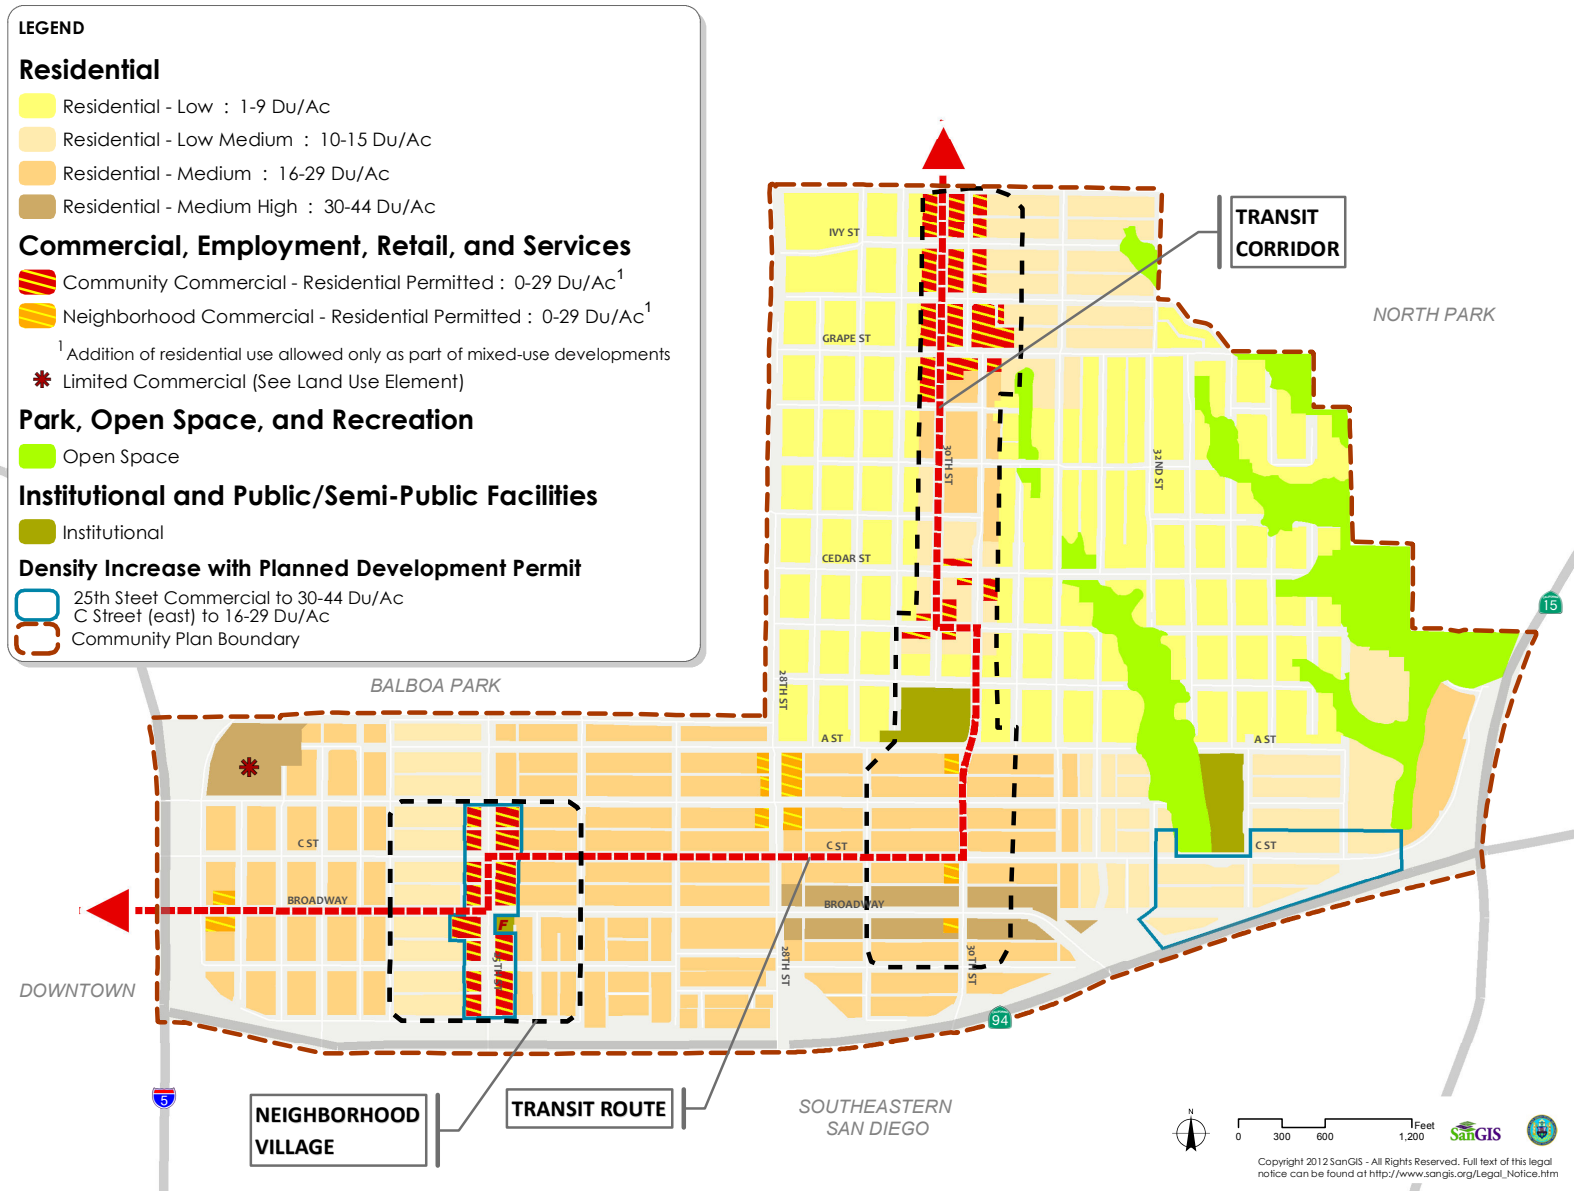 LEGEND
Residential
Residential - Low : 1-9 Du/Ac
Residential - Low Medium : 10-15 Du/Ac
Residential - Medium : 16-29 Du/Ac
Residential - Medium High : 30-44 Du/Ac
Commercial, Employment, Retail, and Services
Community Commercial - Residential Permitted : 0-29 Du/Ac¹
Neighborhood Commercial - Residential Permitted : 0-29 Du/Ac¹
¹ Addition of residential use allowed only as part of mixed-use developments
Limited Commercial (See Land Use Element)
Park, Open Space, and Recreation
Open Space
Institutional and Public/Semi-Public Facilities
Institutional
Density Increase with Planned Development Permit
25th Steet Commercial to 30-44 Du/Ac
C Street (east) to 16-29 Du/Ac
Community Plan Boundary
TRANSIT
CORRIDOR
NORTH PARK
IVY ST
GRAPE ST
30TH ST
32ND ST
CEDAR ST
15
BALBOA PARK
28TH ST
A ST
A ST
C ST
C ST
C ST
BROADWAY
BROADWAY
F
28TH ST
30TH ST
DOWNTOWN
94
5
NEIGHBORHOOD
VILLAGE
TRANSIT ROUTE
SOUTHEASTERN
SAN DIEGO
N
0 300 600 1,200 Feet
SanGIS
Copyright 2012 SanGIS - All Rights Reserved. Full text of this legal
notice can be found at http://www.sangis.org/Legal_Notice.htm